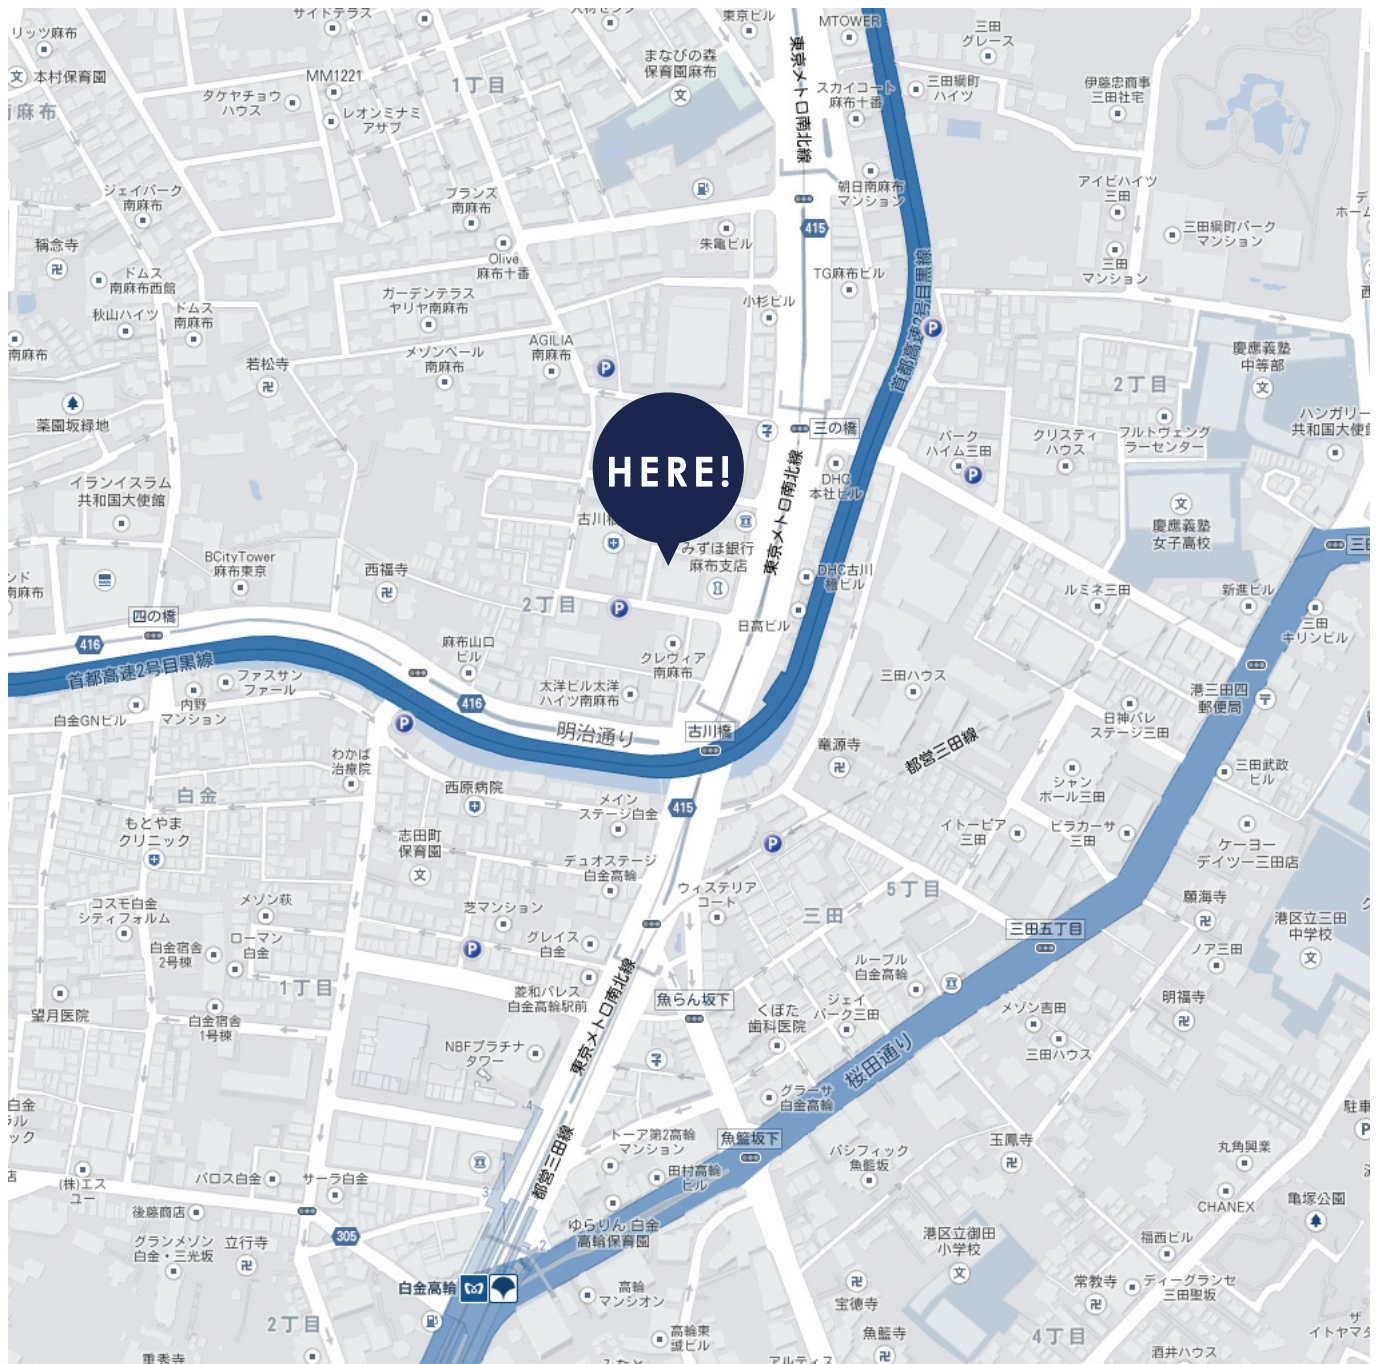 サイドテラス
東京ビル
MTOWER
三田
グレース
リッツ麻布
本村保育園
まなびの森
保育園麻布
MM1221
1丁目
タケヤチョウ
ハウス
レオンミナミ
アザブ
東京メトロ南北線
スカイコート
麻布十番
三田綱町
ハイツ
伊藤忠商事
三田社宅
南麻布
ジェイパーク
南麻布
プランズ
南麻布
朝日南麻布
マンション
アイビハイツ
三田
三田綱町パーク
マンション
415
稱念寺
朱亀ビル
Olive
麻布十番
三田
マンション
ドムス
南麻布西館
TG麻布ビル
ガーデンテラス
ヤリヤ南麻布
小杉ビル
首都高速2号目黒線
秋山ハイツ
ドムス
南麻布
P
南麻布
メゾンベール
南麻布
AGILIA
南麻布
P
若松寺
慶應義塾
中等部
2丁目
薬園坂緑地
三の橋
パーク
ハイム三田
クリスティ
ハウス
フルトヴェング
ラーセンター
ハンガリー
共和国大使館
HERE!
P
イランイスラム
共和国大使館
DHC
本社ビル
東京メトロ南北線
慶應義塾
女子高校
みずほ銀行
麻布支店
BCityTower
麻布東京
西福寺
DHC古川
橋ビル
ルミネ三田
新進ビル
2丁目
P
四の橋
416
日高ビル
三田
キリンビル
麻布山口
ビル
クレヴィア
南麻布
首都高速2号目黒線
ファスサン
ファール
三田ハウス
太洋ビル太洋
ハイツ南麻布
港三田四
郵便局
416
白金GNビル
内野
マンション
P
明治通り
古川橋
日神パレ
ステージ三田
竜源寺
都営三田線
わかば
治療院
西原病院
白金
三田武政
ビル
シャン
ボール三田
メイン
ステージ白金
415
もとやま
クリニック
志田町
保育園
P
イトーピア
三田
ビラカーサ
三田
ケーヨー
デイツー三田店
デュオステージ
白金高輪
ウィステリア
コート
5丁目
メゾン萩
芝マンション
三田
願海寺
コスモ白金
シティフォルム
三田五丁目
港区立三田
中学校
白金宿舎
2号棟
ローマン
白金
P
グレイス
白金
ノア三田
ルーブル
白金高輪
1丁目
菱和パレス
白金高輪駅前
魚らん坂下
東京メトロ南北線
望月医院
白金宿舎
1号棟
くぼた
歯科医院
ジェイ
パーク三田
メゾン吉田
明福寺
三田ハウス
NBFプラチナ
タワー
桜田通り
グラーサ
白金高輪
4
魚籃坂下
トーア第2高輪
マンション
都営三田線
パシフィック
魚籃坂
玉鳳寺
丸角興業
(株)エス
ユー
パロス白金
サーラ白金
3
田村高輪
ビル
CHANEX
亀塚公園
後藤商店
ゆらりん 白金
高輪保育園
305
グランメゾン
白金・三光坂
立行寺
2
港区立御田
小学校
福西ビル
白金高輪
高輪
マンシオン
常教寺
ディーグランセ
三田聖坂
宝徳寺
2丁目
高輪東
誠ビル
魚籃寺
4丁目
重秀寺
アルティス
酒井ハウス